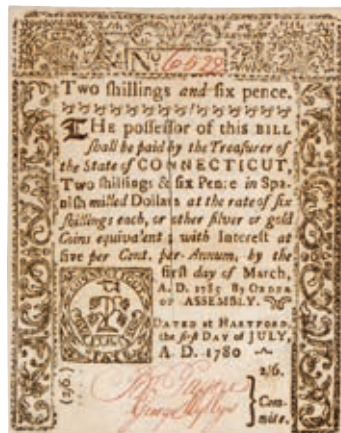 No 6528
Two ſhillings and ſix pence.
THe poſſeſſor of this BILL
ſhall be paid by the Treaſurer of
the State of CONNECTICUT,
Two ſhillings & ſix Pence in Spa-
niſh milled Dollars at the rate of ſix
ſhillings each, or other ſilver or gold
Coins equivalent; with Intereſt at
five per Cent. per Annum, by the
firſt day of March,
A. D. 1785 By ORDER
OF ASSEMBLY.
DATED at HARTFORD,
the firſt DAY of JULY,
A. D. 1780
(2/6.)
2/6.
Com-
mitte.